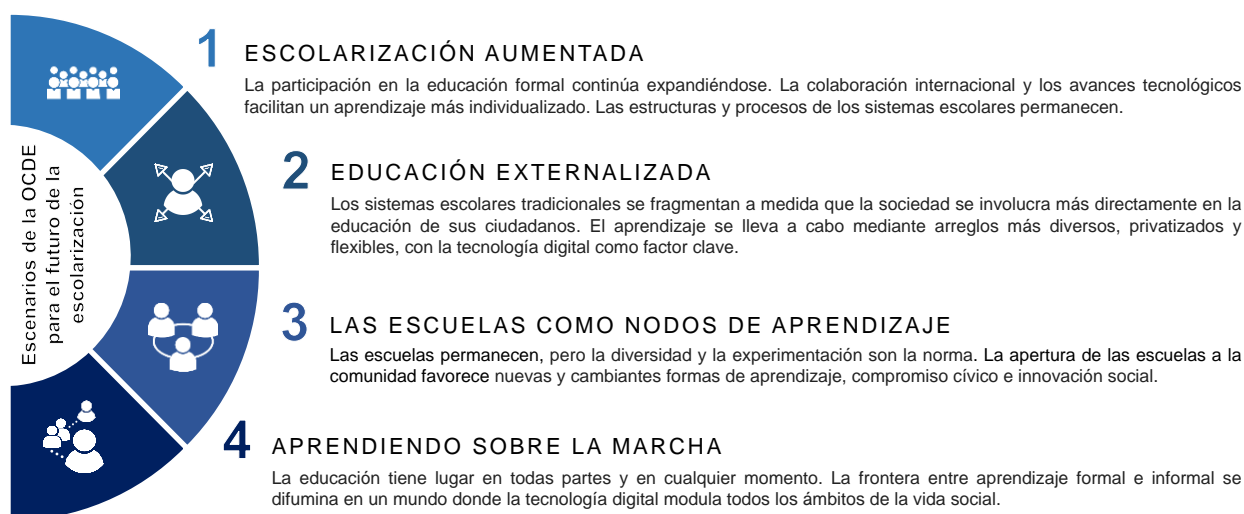 Escenarios de la OCDE
para el futuro de la
escolarización
1
ESCOLARIZACIÓN AUMENTADA
La participación en la educación formal continúa expandiéndose. La colaboración internacional y los avances tecnológicos
facilitan un aprendizaje más individualizado. Las estructuras y procesos de los sistemas escolares permanecen.
2
EDUCACIÓN EXTERNALIZADA
Los sistemas escolares tradicionales se fragmentan a medida que la sociedad se involucra más directamente en la
educación de sus ciudadanos. El aprendizaje se lleva a cabo mediante arreglos más diversos, privatizados y
flexibles, con la tecnología digital como factor clave.
3
LAS ESCUELAS COMO NODOS DE APRENDIZAJE
Las escuelas permanecen, pero la diversidad y la experimentación son la norma. La apertura de las escuelas a la
comunidad favorece nuevas y cambiantes formas de aprendizaje, compromiso cívico e innovación social.
4
APRENDIENDO SOBRE LA MARCHA
La educación tiene lugar en todas partes y en cualquier momento. La frontera entre aprendizaje formal e informal se
difumina en un mundo donde la tecnología digital modula todos los ámbitos de la vida social.